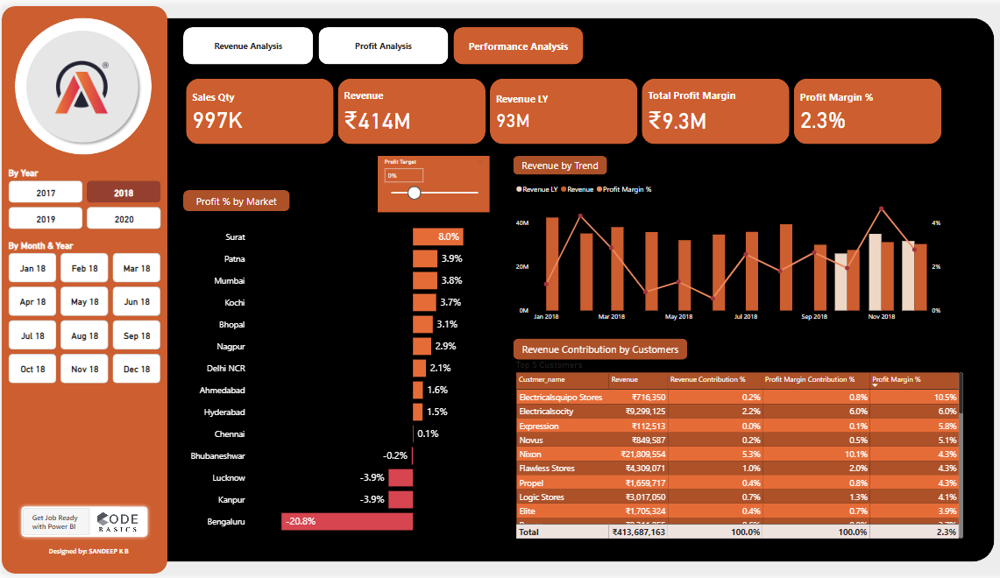 ®
By Year
2017 2018
2019 2020
By Month & Year
Jan 18 Feb 18 Mar 18
Apr 18 May 18 Jun 18
Jul 18 Aug 18 Sep 18
Oct 18 Nov 18 Dec 18
Get Job Ready
with Power BI
CODE
BASICS
Designed by: SANDEEP K B
Revenue Analysis Profit Analysis Performance Analysis
Sales Qty
997K
Revenue
₹414M
Revenue LY
93M
Total Profit Margin
₹9.3M
Profit Margin %
2.3%
Profit Target
0%
Profit % by Market
Surat 8.0%
Patna 3.9%
Mumbai 3.8%
Kochi 3.7%
Bhopal 3.1%
Nagpur 2.9%
Delhi NCR 2.1%
Ahmedabad 1.6%
Hyderabad 1.5%
Chennai 0.1%
Bhubaneshwar -0.2%
Lucknow -3.9%
Kanpur -3.9%
Bengaluru -20.8%
Revenue by Trend
Revenue LY Revenue Profit Margin %
40M 4%
20M 2%
0M 0%
Jan 2018 Mar 2018 May 2018 Jul 2018 Sep 2018 Nov 2018
Revenue Contribution by Customers
Top 5 Customers
Custmer_name Revenue Revenue Contribution % Profit Margin Contribution % Profit Margin %
Electricalsquipo Stores ₹716,350 0.2% 0.8% 10.5%
Electricalsocity ₹9,299,125 2.2% 6.0% 6.0%
Expression ₹112,513 0.0% 0.1% 5.8%
Novus ₹849,587 0.2% 0.5% 5.1%
Nixon ₹21,809,554 5.3% 10.1% 4.3%
Flawless Stores ₹4,309,071 1.0% 2.0% 4.3%
Propel ₹1,659,717 0.4% 0.8% 4.3%
Logic Stores ₹3,017,050 0.7% 1.3% 4.1%
Elite ₹1,705,324 0.4% 0.7% 3.9%
Total ₹413,687,163 100.0% 100.0% 2.3%